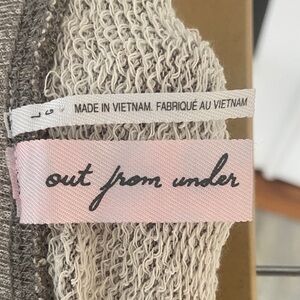 L
G
MADE IN VIETNAM. FABRIQUÉ AU VIETNAM
out from under